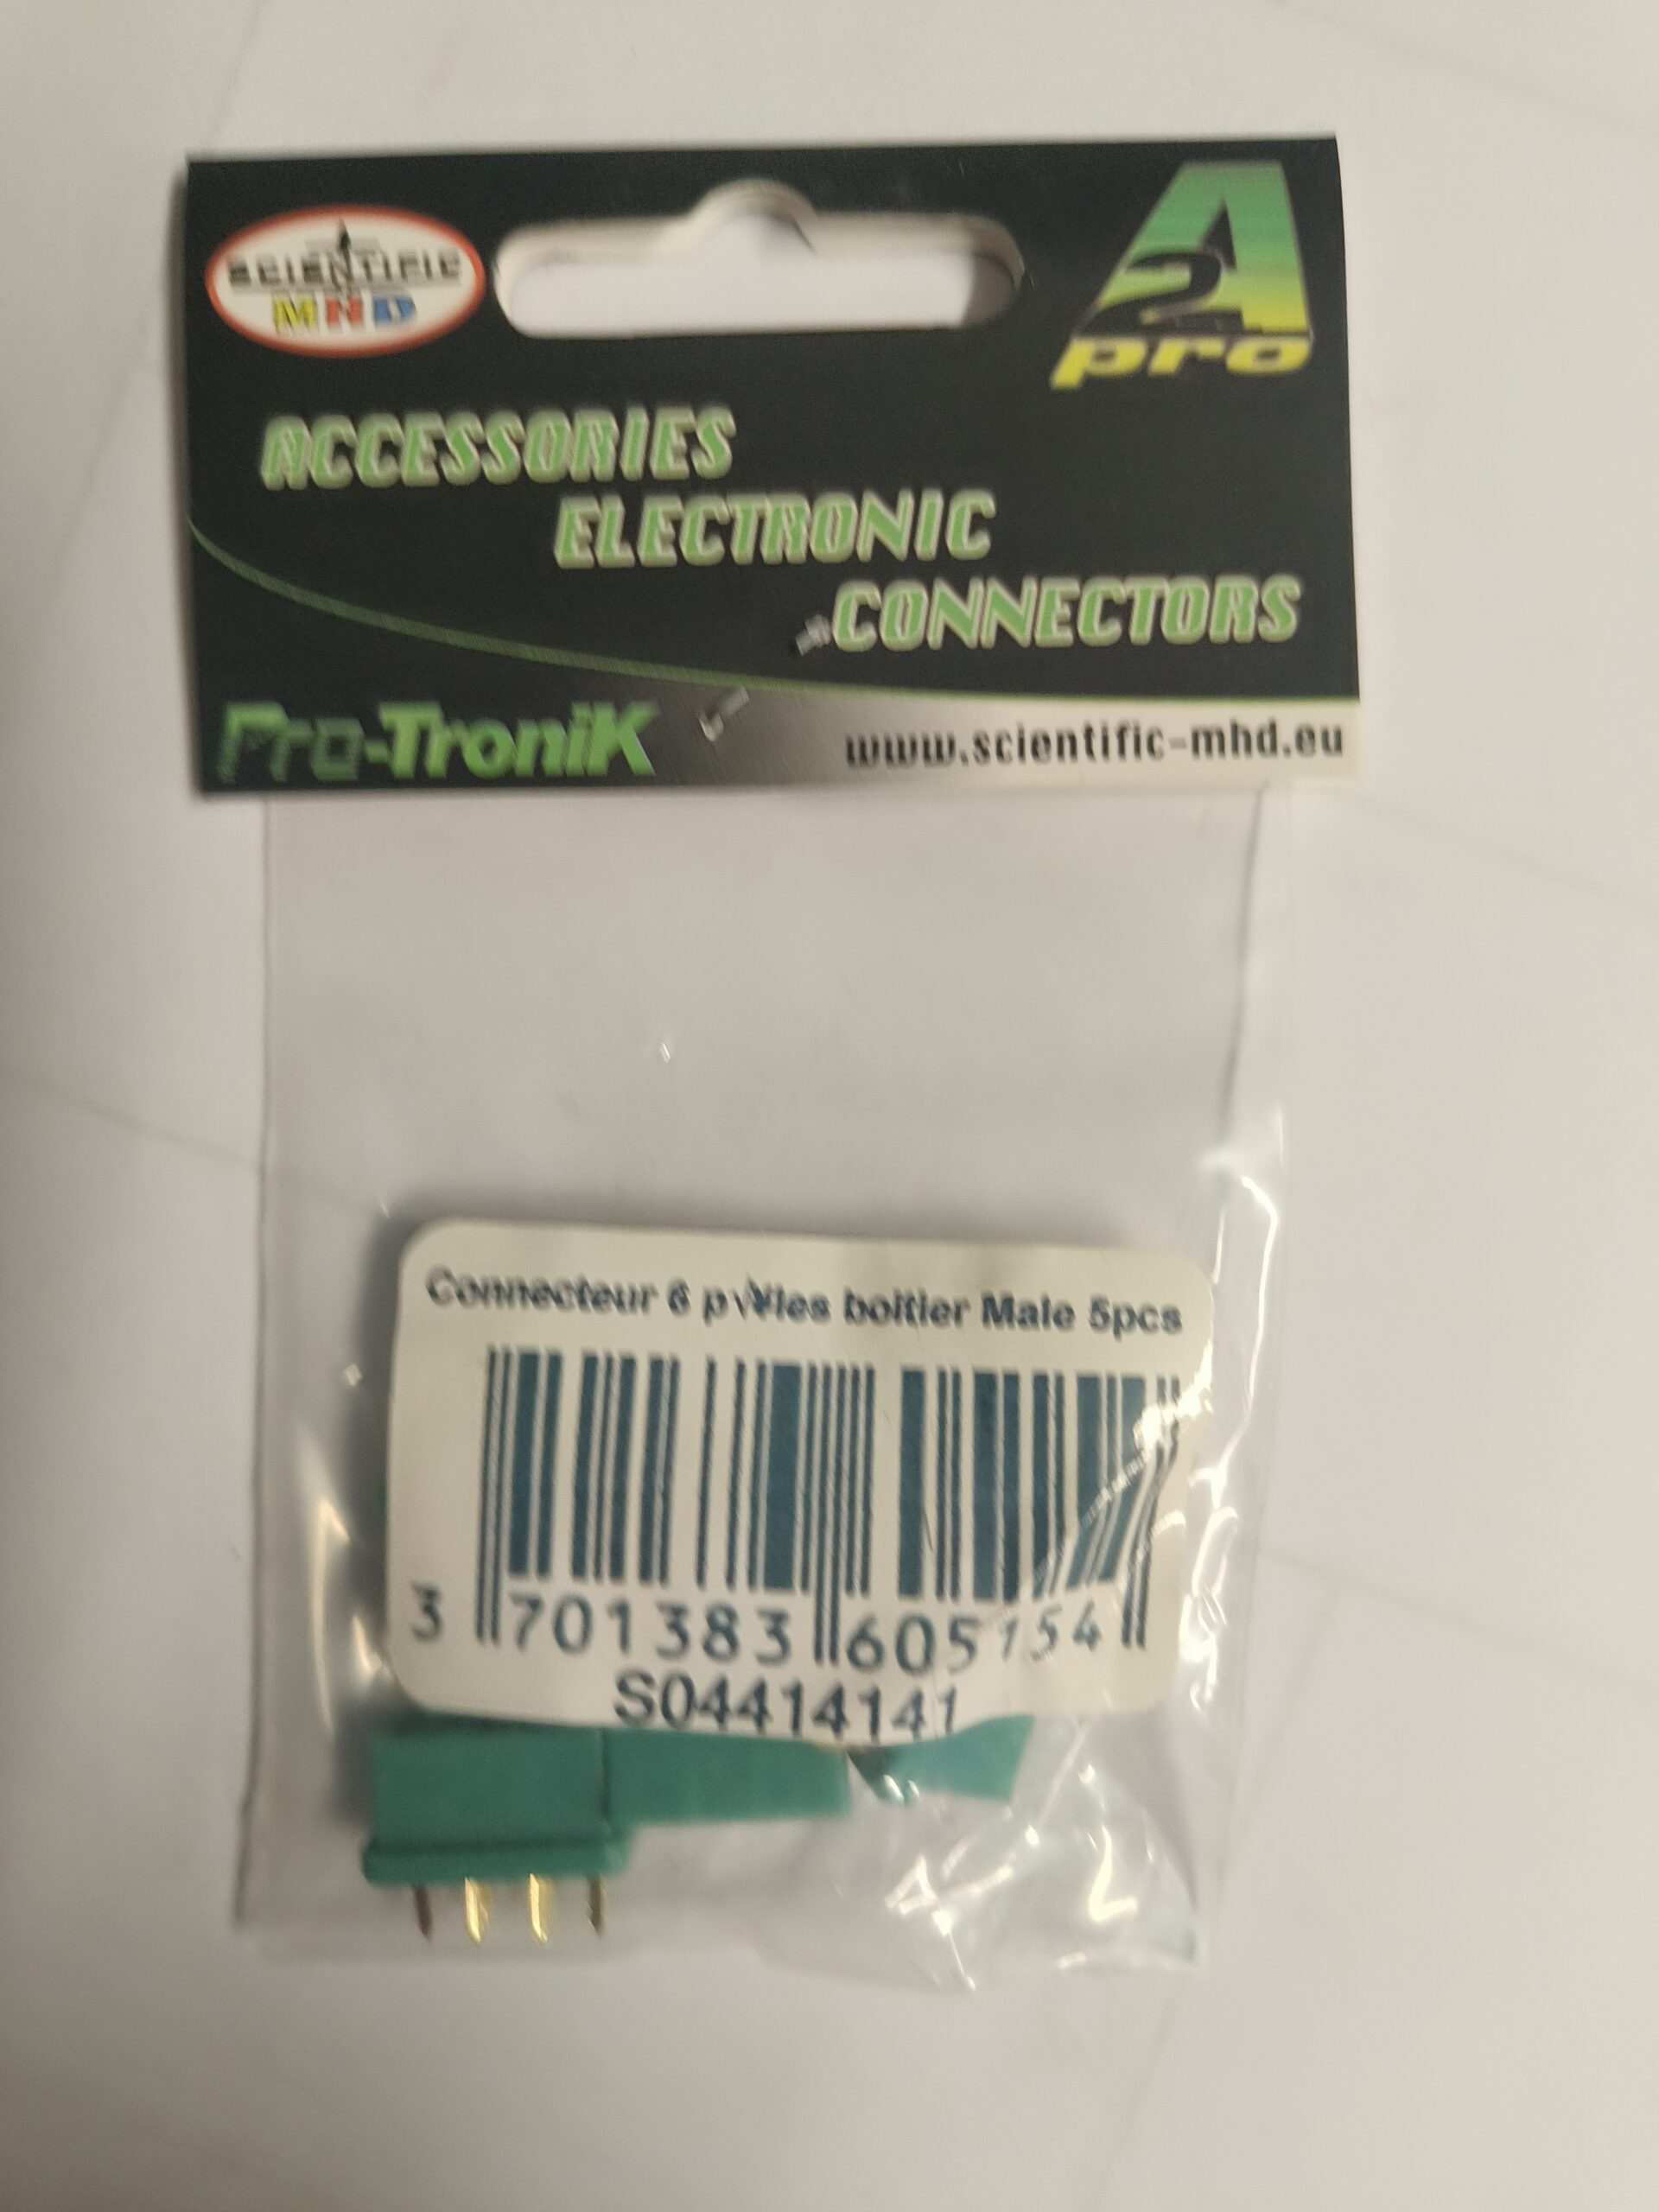 SCIENTIFIC
MHD
A2
pro
ACCESSORIES
ELECTRONIC
CONNECTORS
Pro-TroniK
www.scientific-mhd.eu
Connecteur 6 p√¥les boitier Male 5pcs
3 701383 605154
S04414141